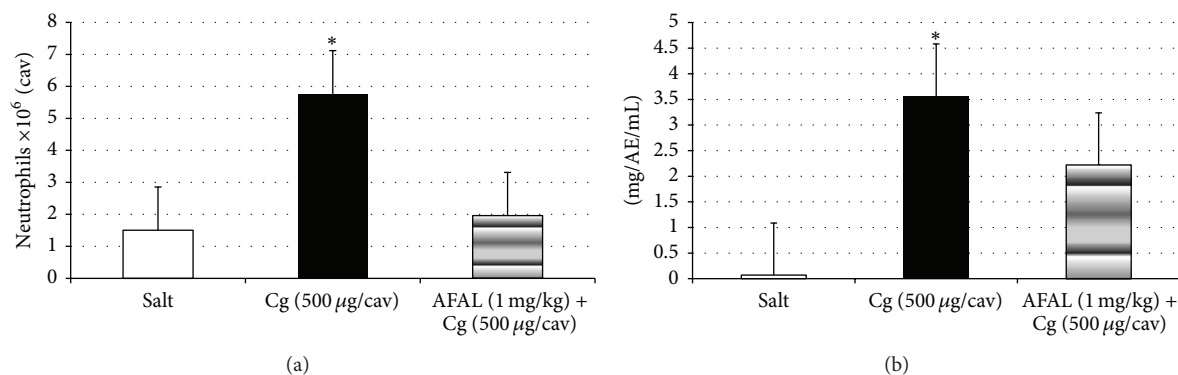 8
7
6
5
4
3
2
1
0
Neutrophils ×10⁶ (cav)
*
Salt
Cg (500 μg/cav)
AFAL (1 mg/kg) +
Cg (500 μg/cav)
(a)
5
4.5
4
3.5
3
2.5
2
1.5
1
0.5
0
(mg/AE/mL)
*
Salt
Cg (500 μg/cav)
AFAL (1 mg/kg) +
Cg (500 μg/cav)
(b)